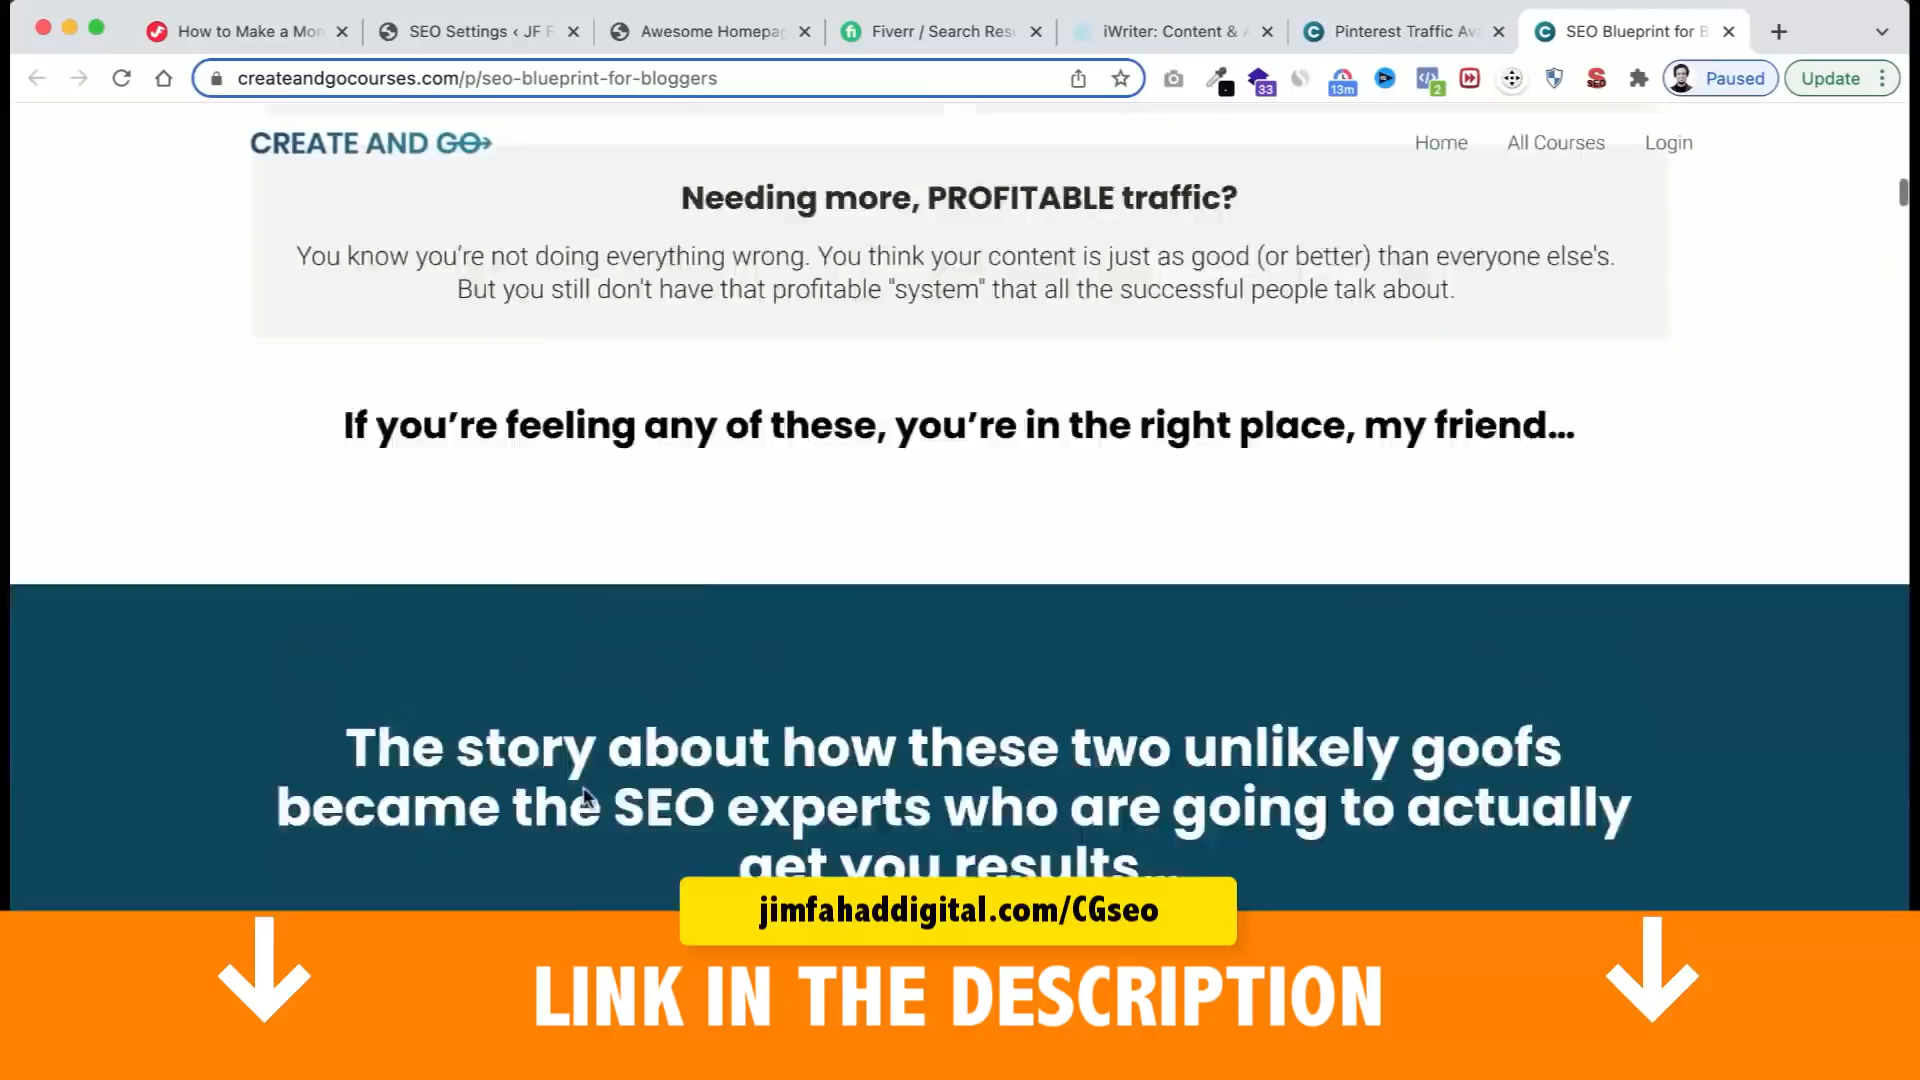 How to Make a Mon
SEO Settings ‹ JF F
Awesome Homepag
Fiverr / Search Resu
iWriter: Content & A
Pinterest Traffic Av
SEO Blueprint for B
createandgocourses.com/p/seo-blueprint-for-bloggers
33
13m
2
SEO
Paused
Update
CREATE AND GO
Home
All Courses
Login
Needing more, PROFITABLE traffic?
You know you're not doing everything wrong. You think your content is just as good (or better) than everyone else's.
But you still don't have that profitable "system" that all the successful people talk about.
If you’re feeling any of these, you’re in the right place, my friend...
The story about how these two unlikely goofs
became the SEO experts who are going to actually
get you results...
jimfahaddigital.com/CGseo
LINK IN THE DESCRIPTION